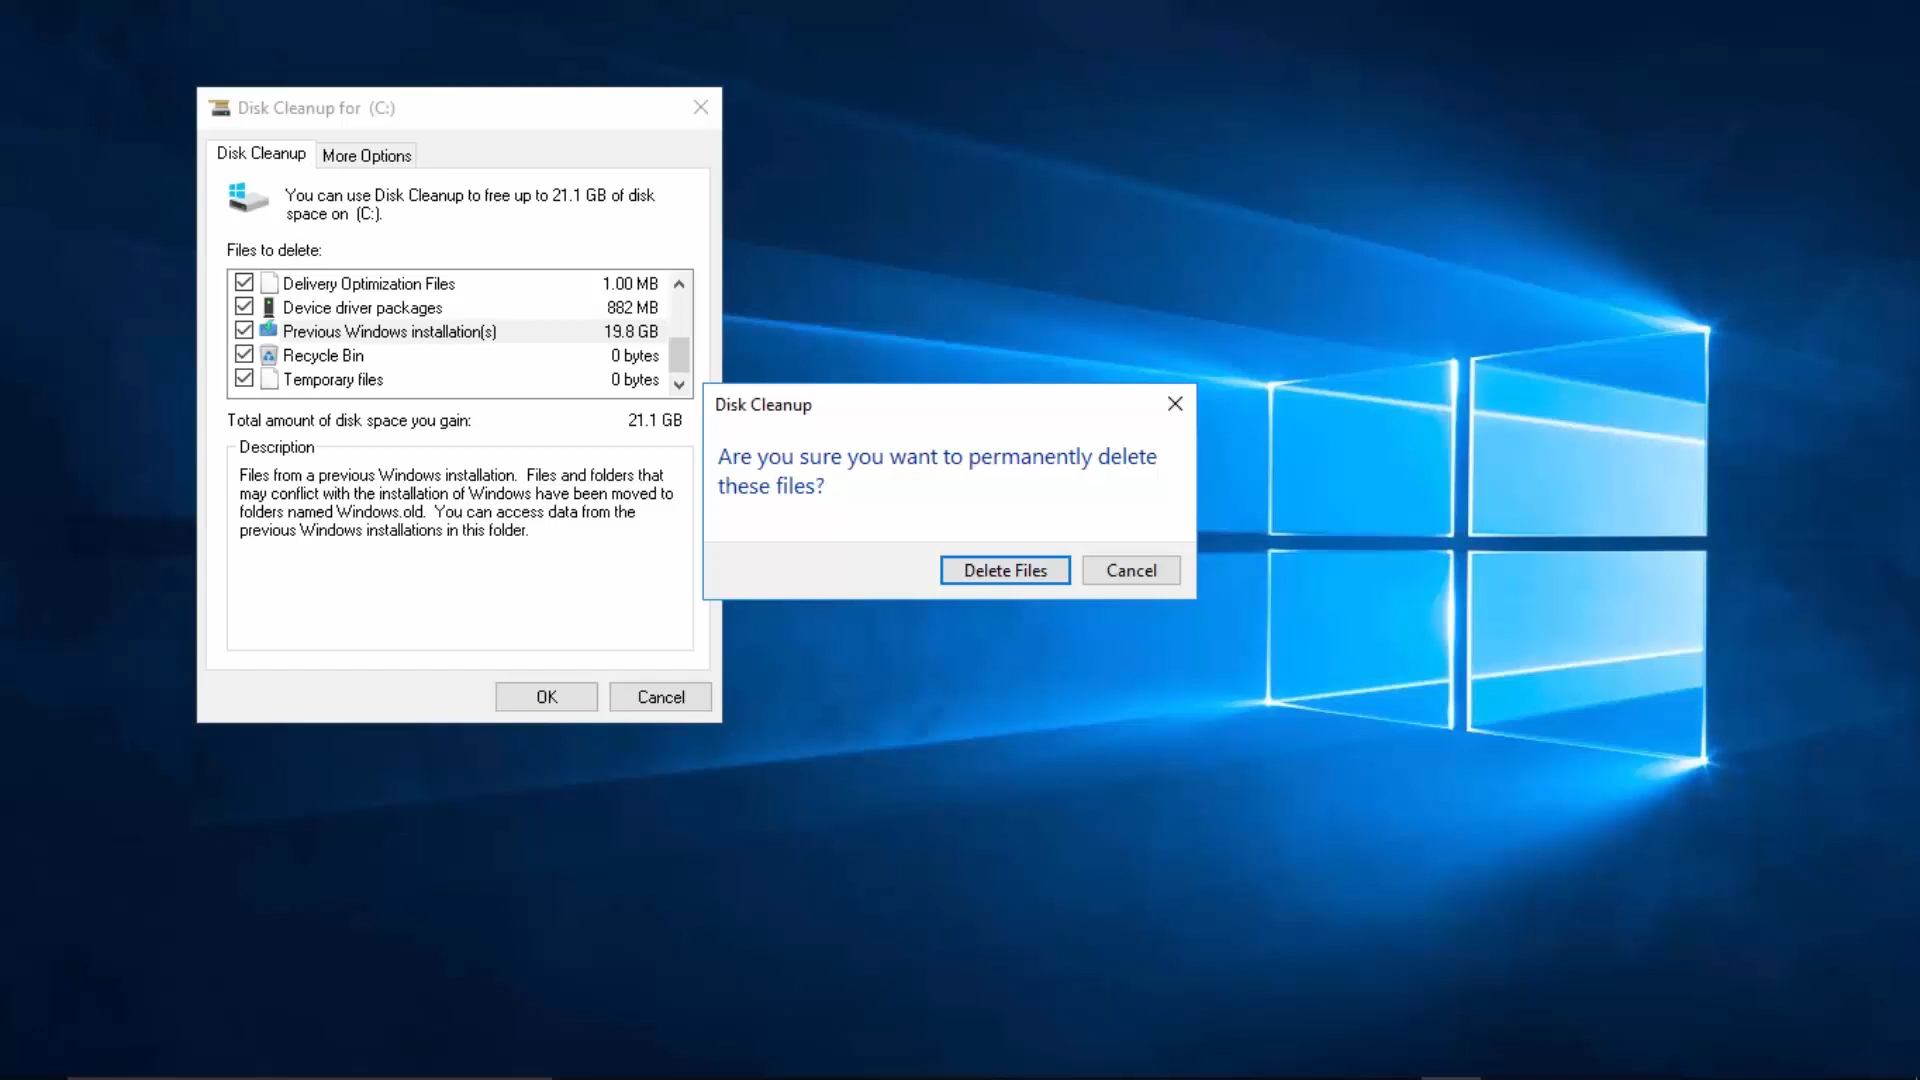 Disk Cleanup for  (C:)
Disk Cleanup
More Options
You can use Disk Cleanup to free up to 21.1 GB of disk
space on  (C:).
Files to delete:
Delivery Optimization Files 1.00 MB
Device driver packages 882 MB
Previous Windows installation(s) 19.8 GB
Recycle Bin 0 bytes
Temporary files 0 bytes
Total amount of disk space you gain: 21.1 GB
Description
Files from a previous Windows installation.  Files and folders that
may conflict with the installation of Windows have been moved to
folders named Windows.old.  You can access data from the
previous Windows installations in this folder.
OK
Cancel
Disk Cleanup
Are you sure you want to permanently delete
these files?
Delete Files
Cancel